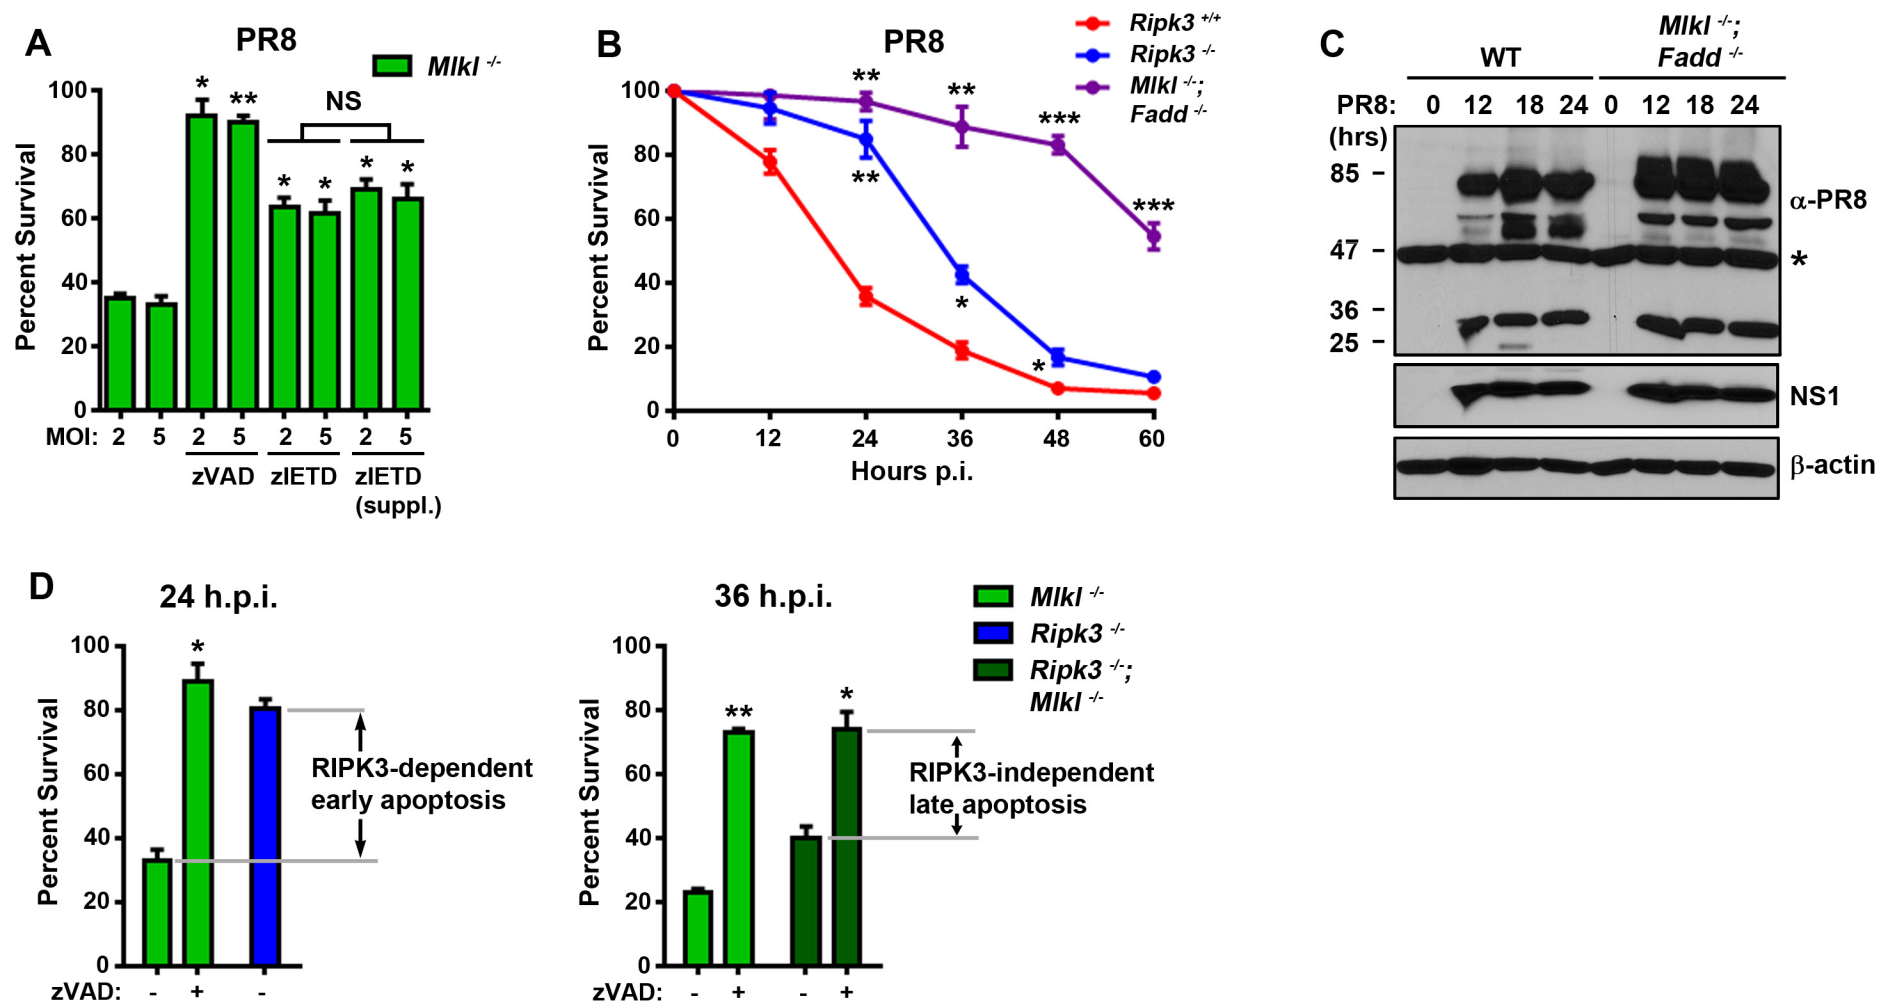 A
PR8
Mlkl -/-
Percent Survival
100
80
60
40
20
0
*
**
NS
*
*
*
*
MOI: 2 5 2 5 2 5 2 5
zVAD zIETD zIETD
(suppl.)
B
PR8
Ripk3 +/+
Ripk3 -/-
Mlkl -/-;
Fadd -/-
Percent Survival
100
80
60
40
20
0
**
**
***
***
**
*
*
0 12 24 36 48 60
Hours p.i.
C
WT
Mlkl -/-;
Fadd -/-
PR8: 0 12 18 24 0 12 18 24
(hrs)
85
47
36
25
α-PR8
*
NS1
β-actin
D
24 h.p.i.
Percent Survival
100
80
60
40
20
0
*
RIPK3-dependent
early apoptosis
zVAD: - + -
36 h.p.i.
Mlkl -/-
Ripk3 -/-
Ripk3 -/-;
Mlkl -/-
Percent Survival
100
80
60
40
20
0
**
*
RIPK3-independent
late apoptosis
zVAD: - + - +